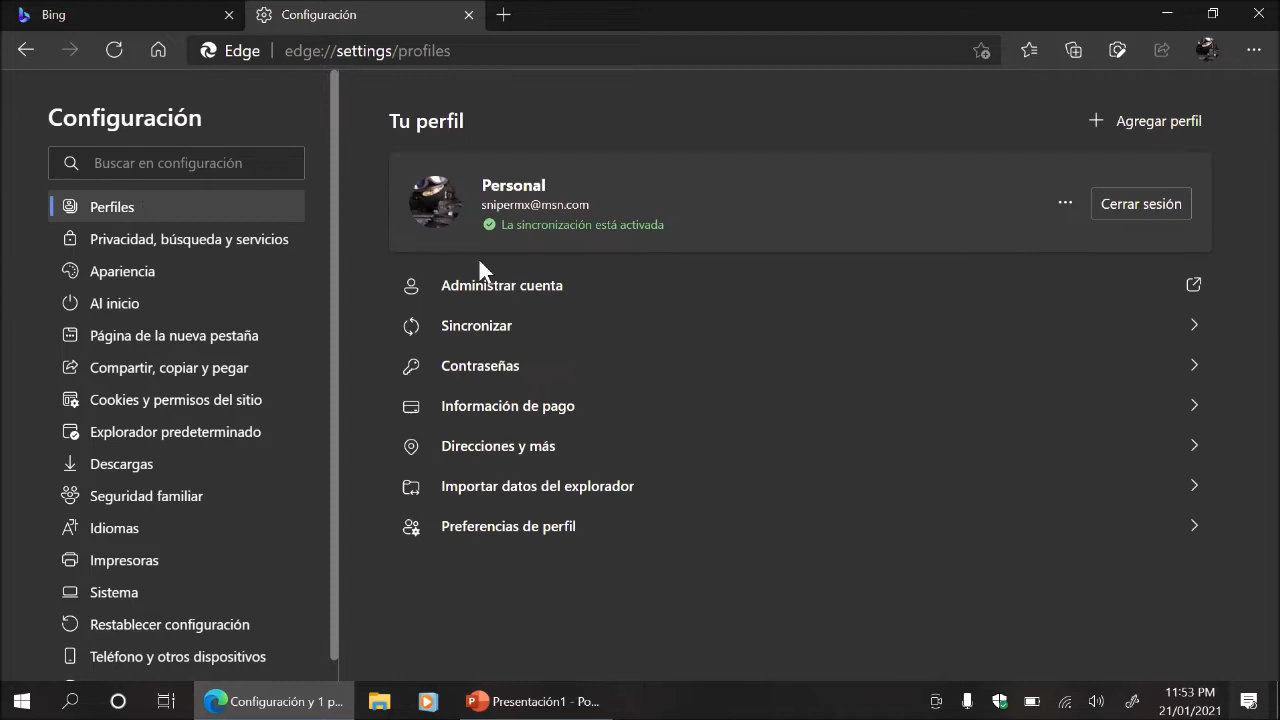 Bing
Configuración
Edge
edge://settings/profiles
Configuración
Buscar en configuración
Perfiles
Privacidad, búsqueda y servicios
Apariencia
Al inicio
Página de la nueva pestaña
Compartir, copiar y pegar
Cookies y permisos del sitio
Explorador predeterminado
Descargas
Seguridad familiar
Idiomas
Impresoras
Sistema
Restablecer configuración
Teléfono y otros dispositivos
Tu perfil
Agregar perfil
Personal
snipermx@msn.com
La sincronización está activada
Cerrar sesión
Administrar cuenta
Sincronizar
Contraseñas
Información de pago
Direcciones y más
Importar datos del explorador
Preferencias de perfil
Configuración y 1 p...
Presentación1 - Po...
11:53 PM
21/01/2021